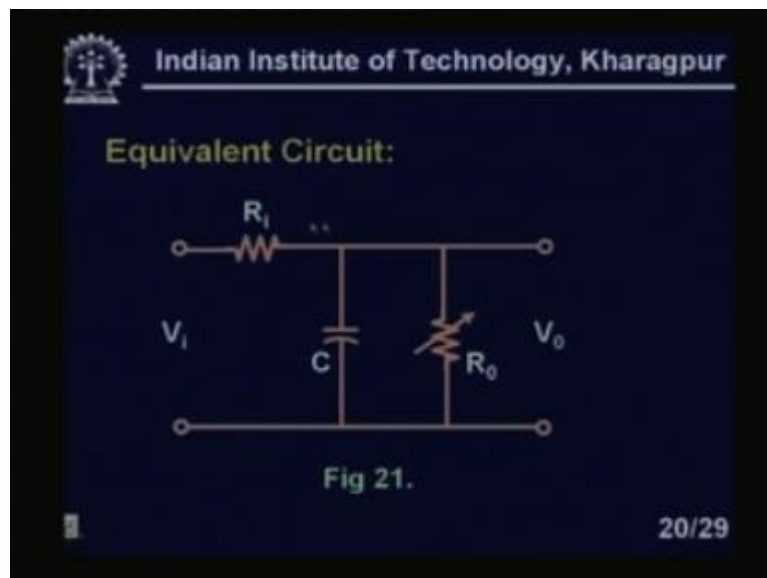 Indian Institute of Technology, Kharagpur
Equivalent Circuit:
Ri
Vi
C
R0
V0
Fig 21.
20/29